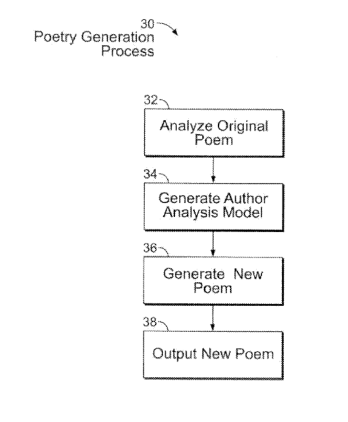 30
Poetry Generation
Process
32
Analyze Original
Poem
34
Generate Author
Analysis Model
36
Generate New
Poem
38
Output New Poem